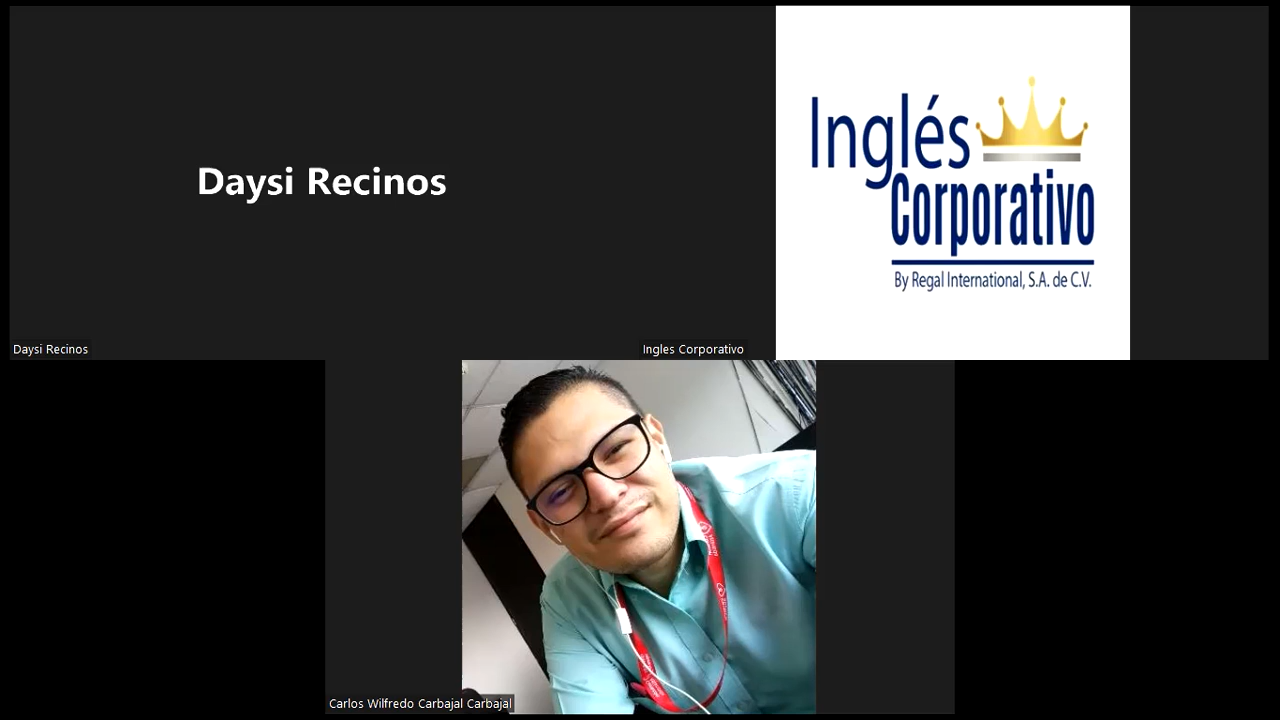 Daysi Recinos
Inglés
Corporativo
By Regal International, S.A. de C.V.
Daysi Recinos
Ingles Corporativo
Carlos Wilfredo Carbajal Carbajal